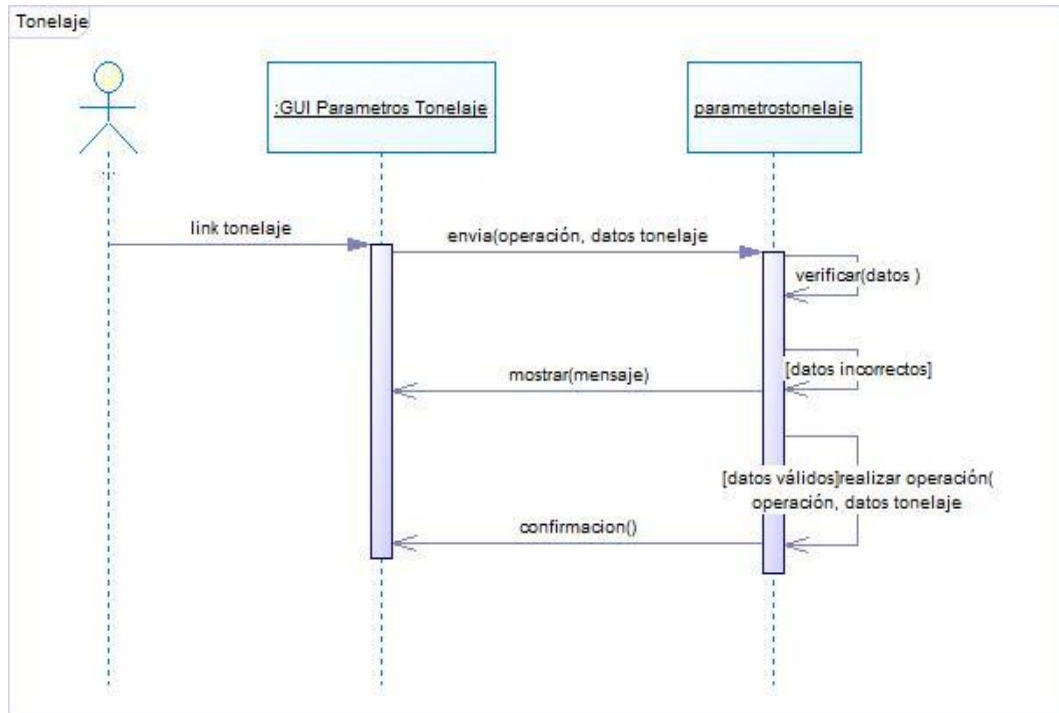 Tonelaje
:GUI Parametros Tonelaje
parametrostonelaje
link tonelaje
envia(operación, datos tonelaje
verificar(datos )
[datos incorrectos]
mostrar(mensaje)
[datos válidos]realizar operación(
operación, datos tonelaje
confirmacion()